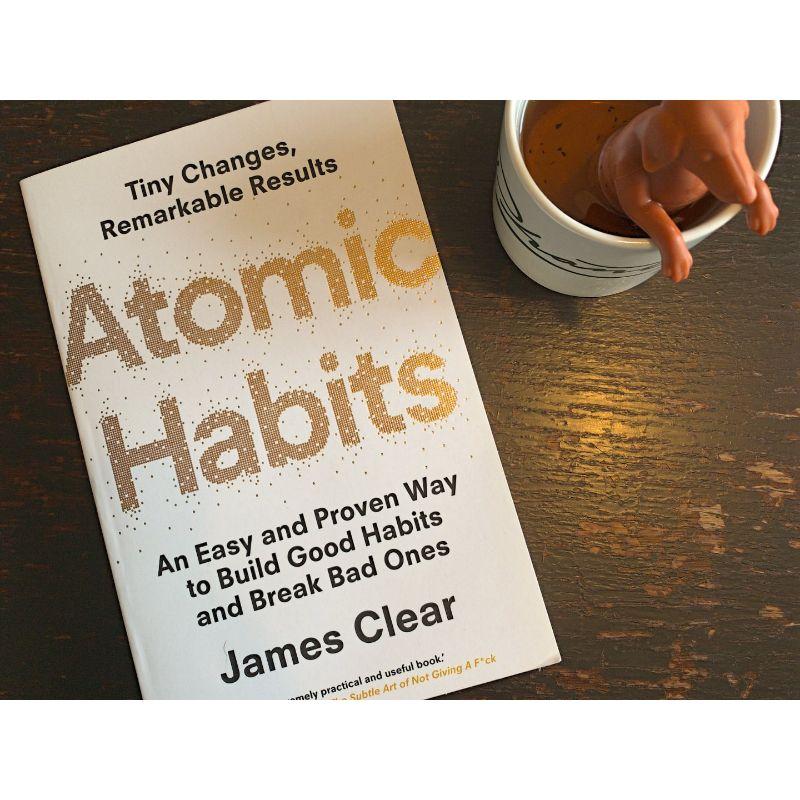 Tiny Changes,
Remarkable Results
Atomic
Habits
An Easy and Proven Way
to Build Good Habits
and Break Bad Ones
James Clear
practical and useful book.'
Subtle Art of Not Giving A F*ck